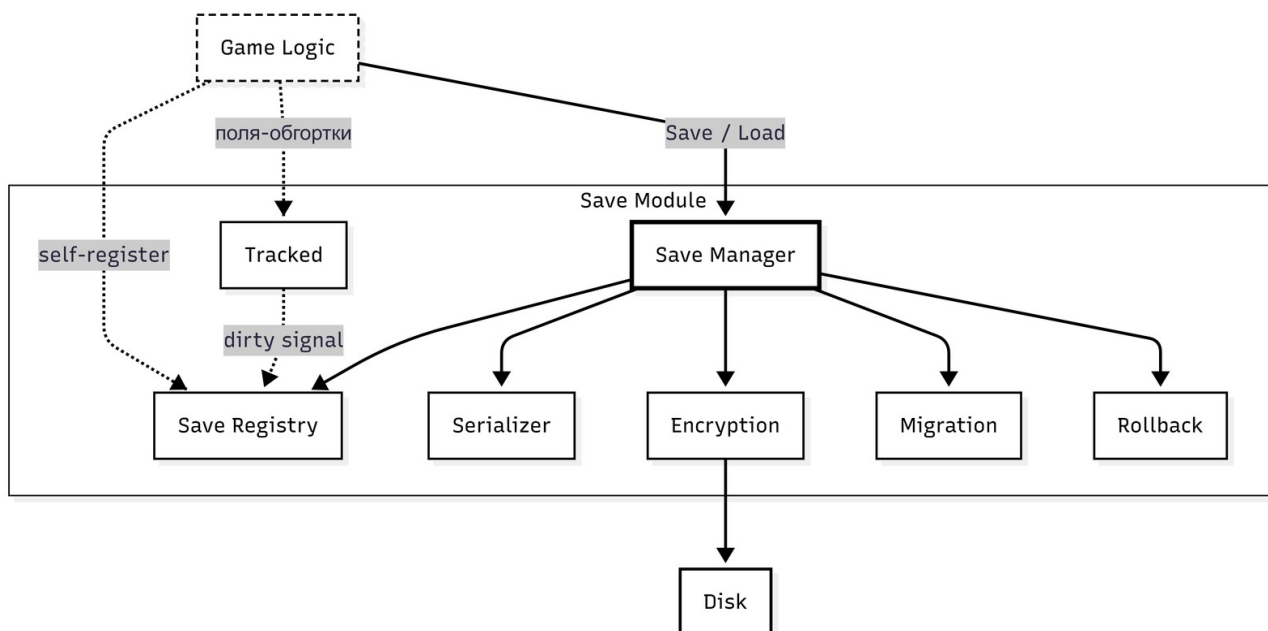 Game Logic
поля-обгортки
Save / Load
Save Module
self-register
Tracked
Save Manager
dirty signal
Save Registry
Serializer
Encryption
Migration
Rollback
Disk